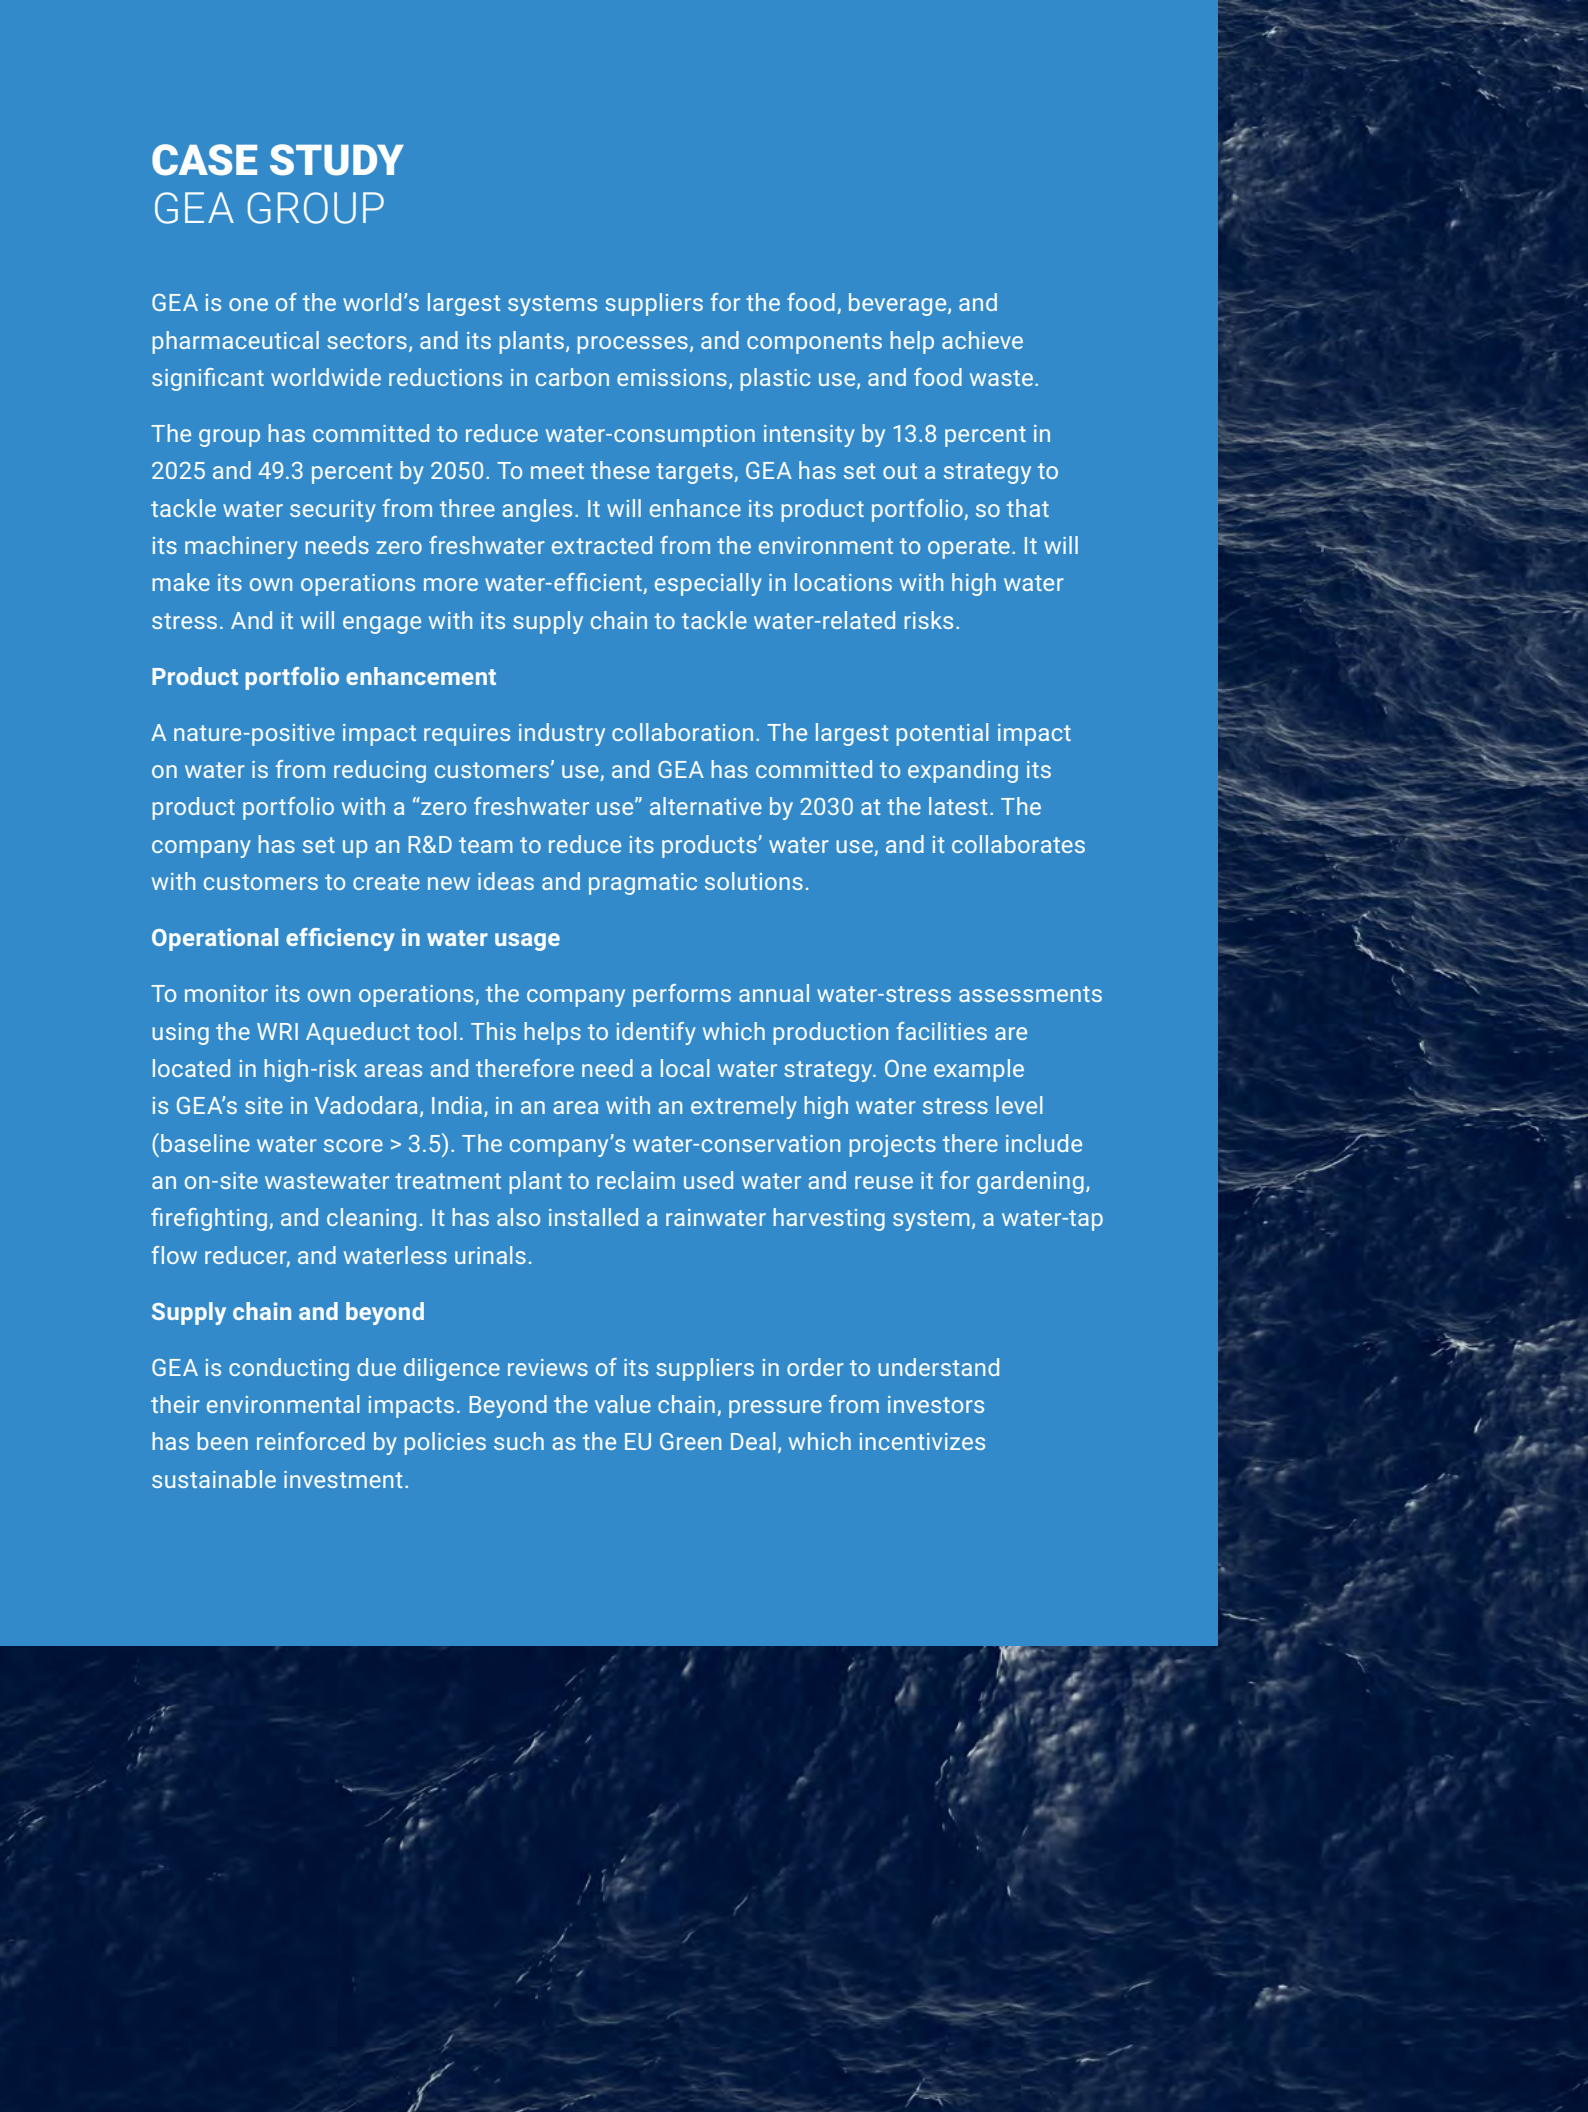 CASE STUDY
GEA GROUP
GEA is one of the world’s largest systems suppliers for the food, beverage, and
pharmaceutical sectors, and its plants, processes, and components help achieve
significant worldwide reductions in carbon emissions, plastic use, and food waste.
The group has committed to reduce water-consumption intensity by 13.8 percent in
2025 and 49.3 percent by 2050. To meet these targets, GEA has set out a strategy to
tackle water security from three angles. It will enhance its product portfolio, so that
its machinery needs zero freshwater extracted from the environment to operate. It will
make its own operations more water-efficient, especially in locations with high water
stress. And it will engage with its supply chain to tackle water-related risks.
Product portfolio enhancement
A nature-positive impact requires industry collaboration. The largest potential impact
on water is from reducing customers’ use, and GEA has committed to expanding its
product portfolio with a “zero freshwater use” alternative by 2030 at the latest. The
company has set up an R&D team to reduce its products’ water use, and it collaborates
with customers to create new ideas and pragmatic solutions.
Operational efficiency in water usage
To monitor its own operations, the company performs annual water-stress assessments
using the WRI Aqueduct tool. This helps to identify which production facilities are
located in high-risk areas and therefore need a local water strategy. One example
is GEA’s site in Vadodara, India, in an area with an extremely high water stress level
(baseline water score > 3.5). The company’s water-conservation projects there include
an on-site wastewater treatment plant to reclaim used water and reuse it for gardening,
firefighting, and cleaning. It has also installed a rainwater harvesting system, a water-tap
flow reducer, and waterless urinals.
Supply chain and beyond
GEA is conducting due diligence reviews of its suppliers in order to understand
their environmental impacts. Beyond the value chain, pressure from investors
has been reinforced by policies such as the EU Green Deal, which incentivizes
sustainable investment.